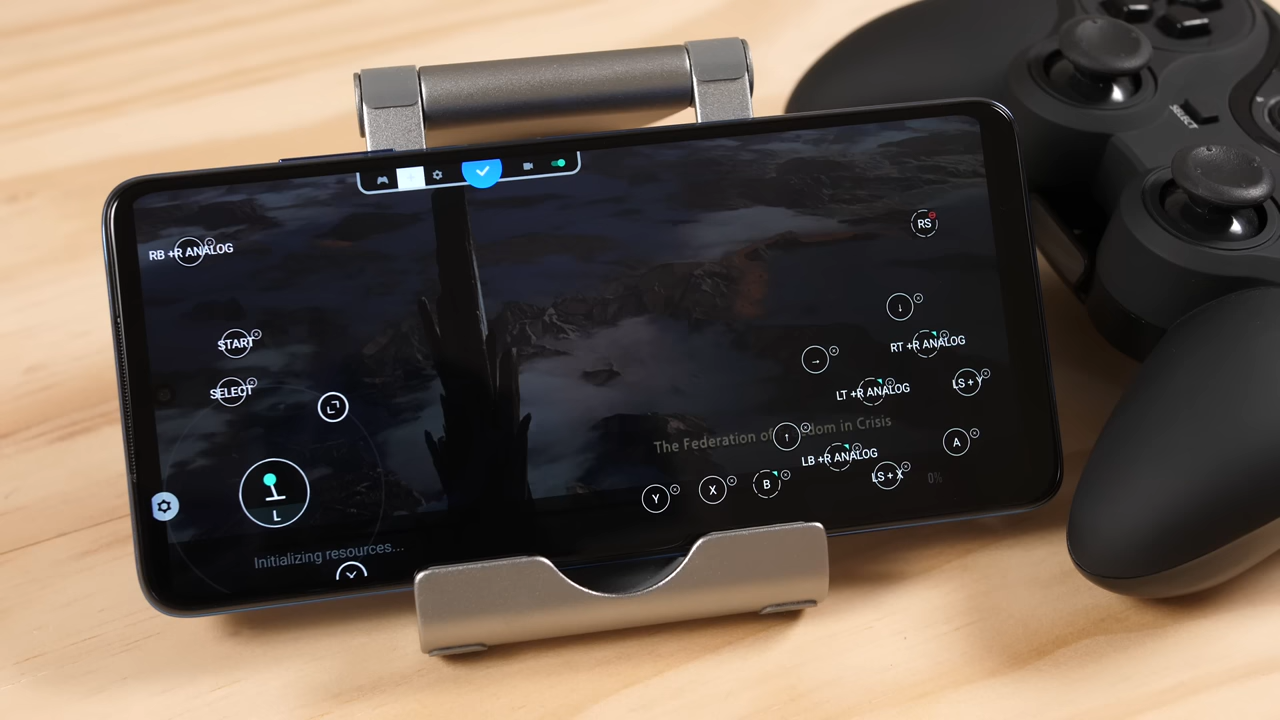 RB +R ANALOG
START
SELECT
L
Initializing resources...
RS
↓
RT +R ANALOG
→
LT +R ANALOG
LS + Y
The Federation of
dom in Crisis
↑
A
LB +R ANALOG
LS + X
B
X
Y
0%
SELECT